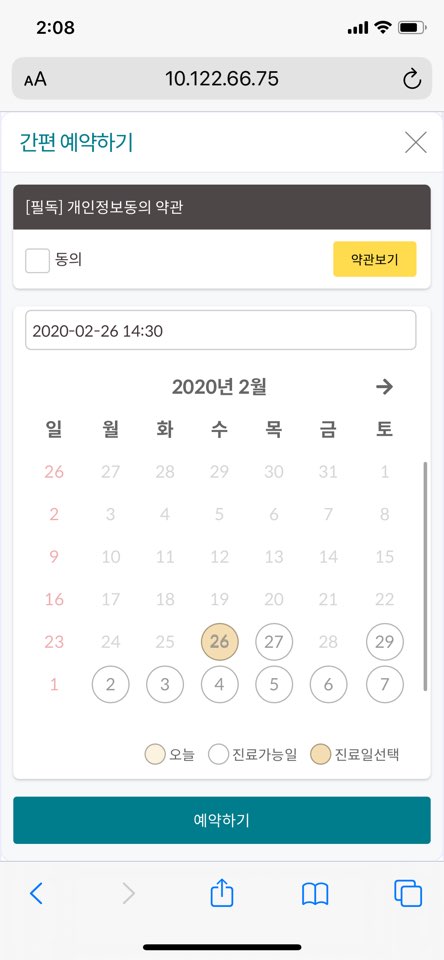 2:08
AA 10.122.66.75
간편 예약하기
[필독] 개인정보동의 약관
동의 약관보기
2020-02-26 14:30
2020년 2월
일 월 화 수 목 금 토
26 27 28 29 30 31 1
2 3 4 5 6 7 8
9 10 11 12 13 14 15
16 17 18 19 20 21 22
23 24 25 26 27 28 29
1 2 3 4 5 6 7
오늘 진료가능일 진료일선택
예약하기